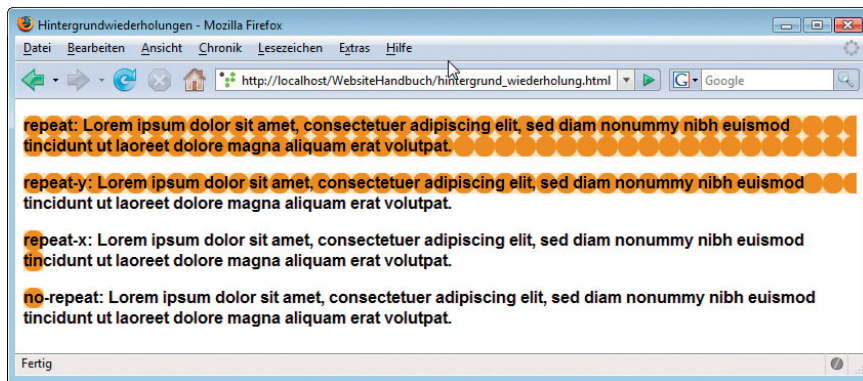 Hintergrundwiederholungen - Mozilla Firefox
Datei Bearbeiten Ansicht Chronik Lesezeichen Extras Hilfe
http://localhost/WebsiteHandbuch/hintergrund_wiederholung.html G Google
repeat: Lorem ipsum dolor sit amet, consectetuer adipiscing elit, sed diam nonummy nibh euismod
tincidunt ut laoreet dolore magna aliquam erat volutpat.
repeat-y: Lorem ipsum dolor sit amet, consectetuer adipiscing elit, sed diam nonummy nibh euismod
tincidunt ut laoreet dolore magna aliquam erat volutpat.
repeat-x: Lorem ipsum dolor sit amet, consectetuer adipiscing elit, sed diam nonummy nibh euismod
tincidunt ut laoreet dolore magna aliquam erat volutpat.
no-repeat: Lorem ipsum dolor sit amet, consectetuer adipiscing elit, sed diam nonummy nibh euismod
tincidunt ut laoreet dolore magna aliquam erat volutpat.
Fertig